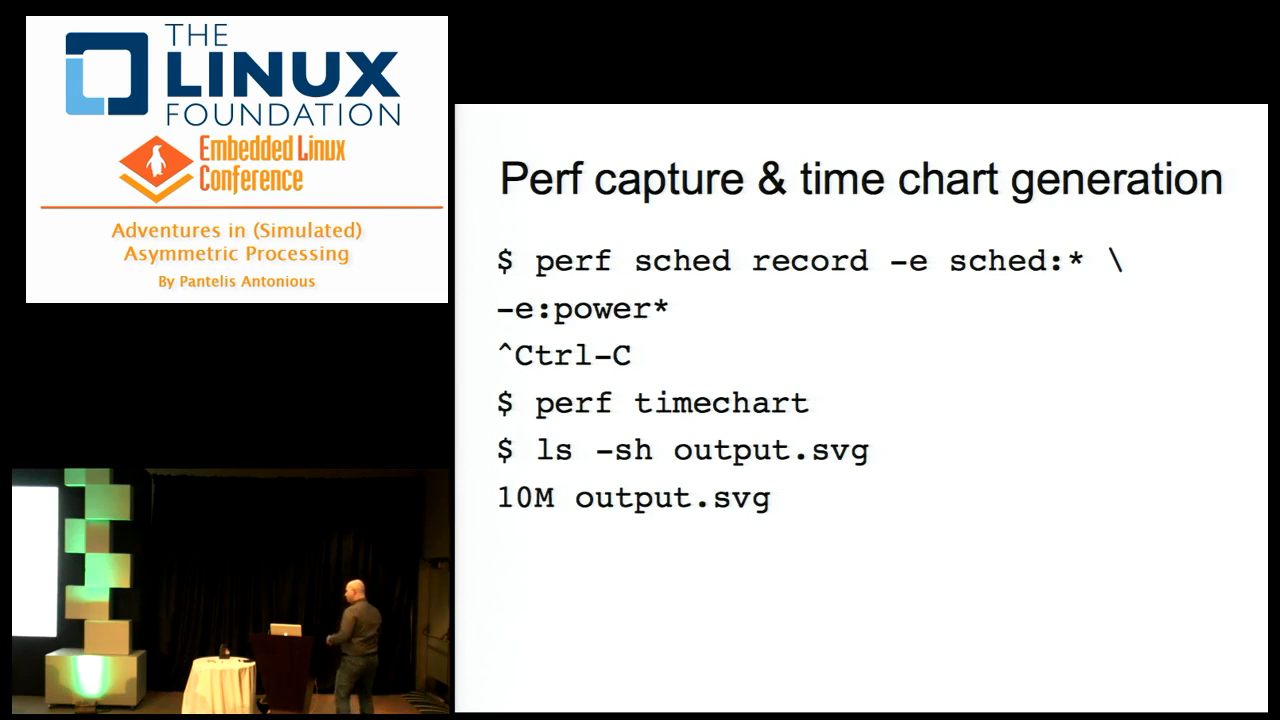 THE
LINUX
FOUNDATION
Embedded Linux
Conference
Adventures in (Simulated)
Asymmetric Processing
By Pantelis Antonious
Perf capture & time chart generation
$ perf sched record -e sched:* \
-e:power*
^Ctrl-C
$ perf timechart
$ ls -sh output.svg
10M output.svg